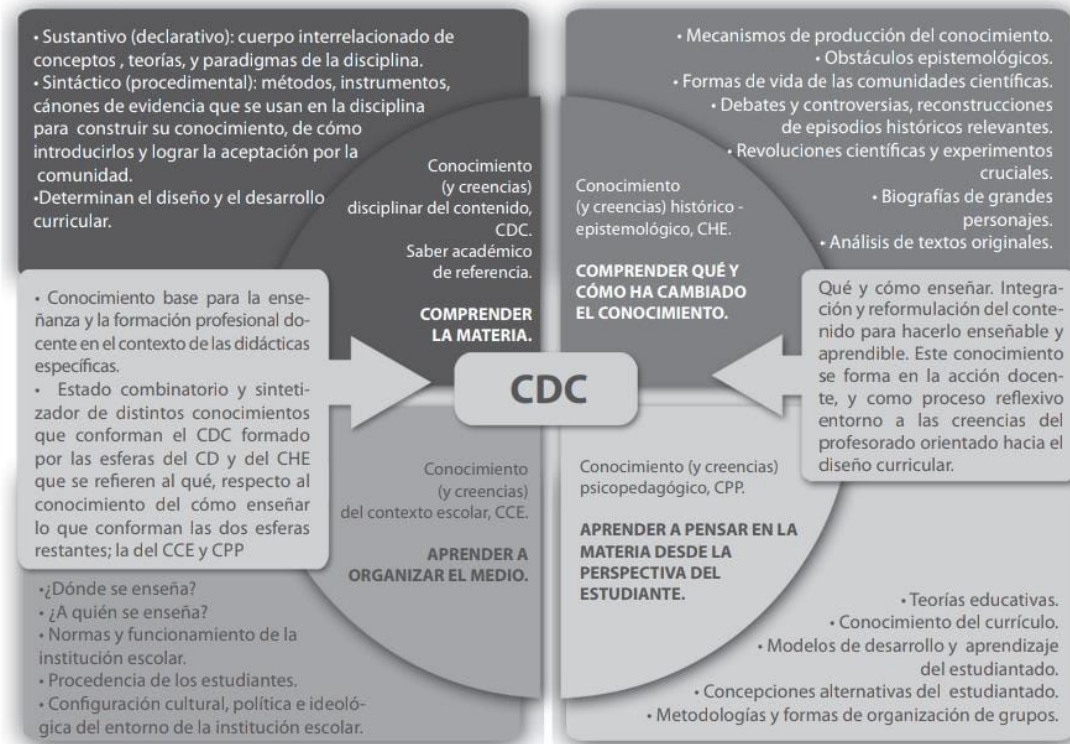 • Sustantivo (declarativo): cuerpo interrelacionado de
conceptos , teorías, y paradigmas de la disciplina.
• Sintáctico (procedimental): métodos, instrumentos,
cánones de evidencia que se usan en la disciplina
para construir su conocimiento, de cómo
introducirlos y lograr la aceptación por la
comunidad.
•Determinan el diseño y el desarrollo
curricular.
Conocimiento
(y creencias)
disciplinar del contenido,
CDC.
Saber académico
de referencia.
COMPRENDER
LA MATERIA.
• Mecanismos de producción del conocimiento.
• Obstáculos epistemológicos.
• Formas de vida de las comunidades científicas.
• Debates y controversias, reconstrucciones
de episodios históricos relevantes.
• Revoluciones científicas y experimentos
cruciales.
• Biografías de grandes
personajes.
• Análisis de textos originales.
Conocimiento
(y creencias) histórico -
epistemológico, CHE.
COMPRENDER QUÉ Y
CÓMO HA CAMBIADO
EL CONOCIMIENTO.
• Conocimiento base para la ense-
ñanza y la formación profesional do-
cente en el contexto de las didácticas
específicas.
• Estado combinatorio y sinteti-
zador de distintos conocimientos
que conforman el CDC formado
por las esferas del CD y del CHE
que se refieren al qué, respecto al
conocimiento del cómo enseñar
lo que conforman las dos esferas
restantes; la del CCE y CPP
CDC
Qué y cómo enseñar. Integra-
ción y reformulación del conte-
nido para hacerlo enseñable y
aprendible. Este conocimiento
se forma en la acción docen-
te, y como proceso reflexivo
entorno a las creencias del
profesorado orientado hacia el
diseño curricular.
Conocimiento
(y creencias)
del contexto escolar, CCE.
APRENDER A
ORGANIZAR EL MEDIO.
•¿Dónde se enseña?
• ¿A quién se enseña?
• Normas y funcionamiento de la
institución escolar.
• Procedencia de los estudiantes.
• Configuración cultural, política e ideoló-
gica del entorno de la institución escolar.
Conocimiento (y creencias)
psicopedagógico, CPP.
APRENDER A PENSAR EN LA
MATERIA DESDE LA
PERSPECTIVA DEL
ESTUDIANTE.
• Teorías educativas.
• Conocimiento del currículo.
• Modelos de desarrollo y aprendizaje
del estudiantado.
• Concepciones alternativas del estudiantado.
• Metodologías y formas de organización de grupos.